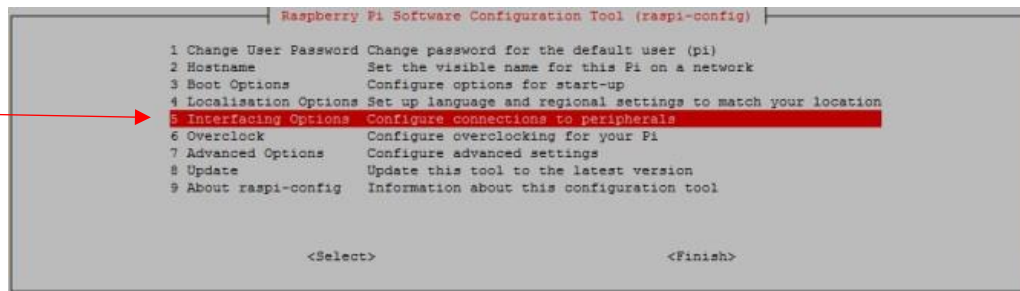 Raspberry Pi Software Configuration Tool (raspi-config)
1 Change User Password Change password for the default user (pi)
2 Hostname Set the visible name for this Pi on a network
3 Boot Options Configure options for start-up
4 Localisation Options Set up language and regional settings to match your location
5 Interfacing Options Configure connections to peripherals
6 Overclock Configure overclocking for your Pi
7 Advanced Options Configure advanced settings
8 Update Update this tool to the latest version
9 About raspi-config Information about this configuration tool
<Select> <Finish>